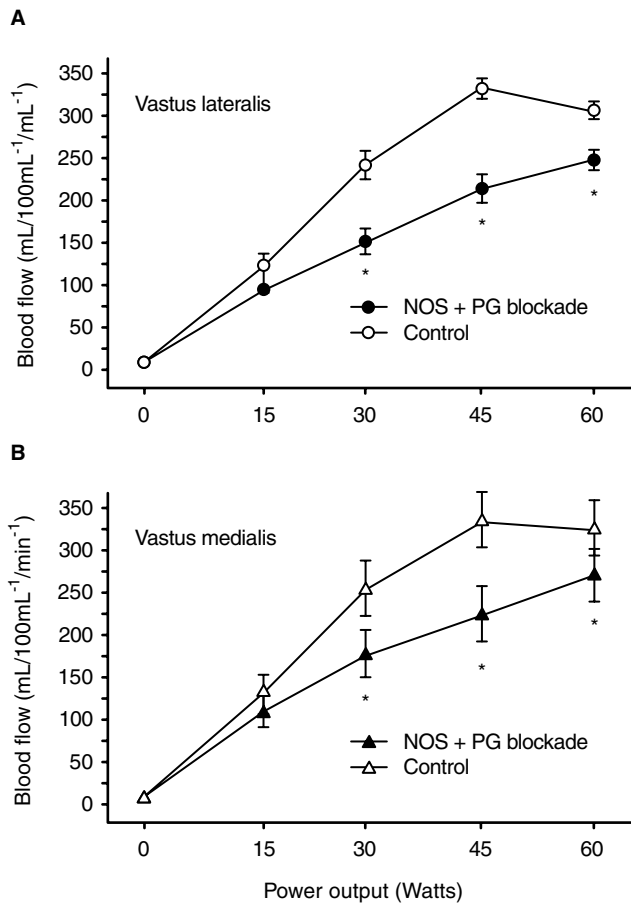 A
Blood flow (mL/100mL⁻¹/mL⁻¹)
350
300
250
200
150
100
50
0
Vastus lateralis
*
*
*
NOS + PG blockade
Control
0 15 30 45 60
B
Blood flow (mL/100mL⁻¹/min⁻¹)
350
300
250
200
150
100
50
0
Vastus medialis
*
*
*
NOS + PG blockade
Control
0 15 30 45 60
Power output (Watts)